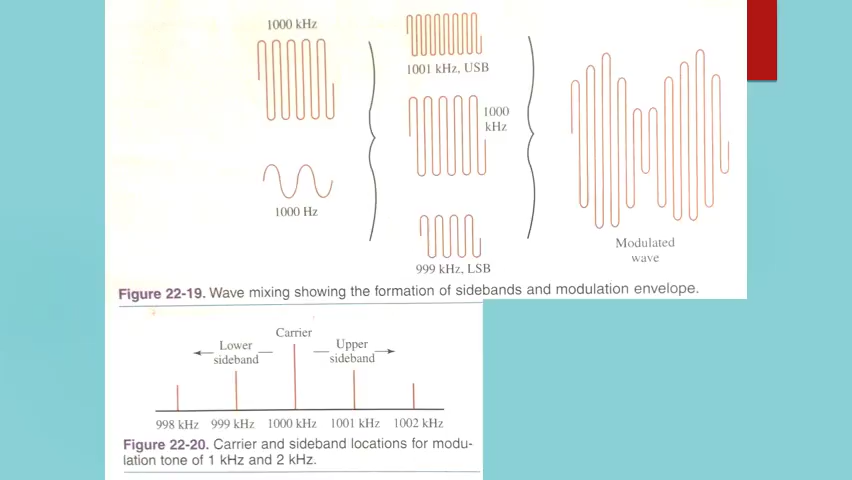 1000 kHz
1000 Hz
1001 kHz, USB
1000
kHz
999 kHz, LSB
Modulated
wave
Figure 22-19. Wave mixing showing the formation of sidebands and modulation envelope.
Carrier
Lower
sideband
Upper
sideband
998 kHz 999 kHz 1000 kHz 1001 kHz 1002 kHz
Figure 22-20. Carrier and sideband locations for modu-
lation tone of 1 kHz and 2 kHz.